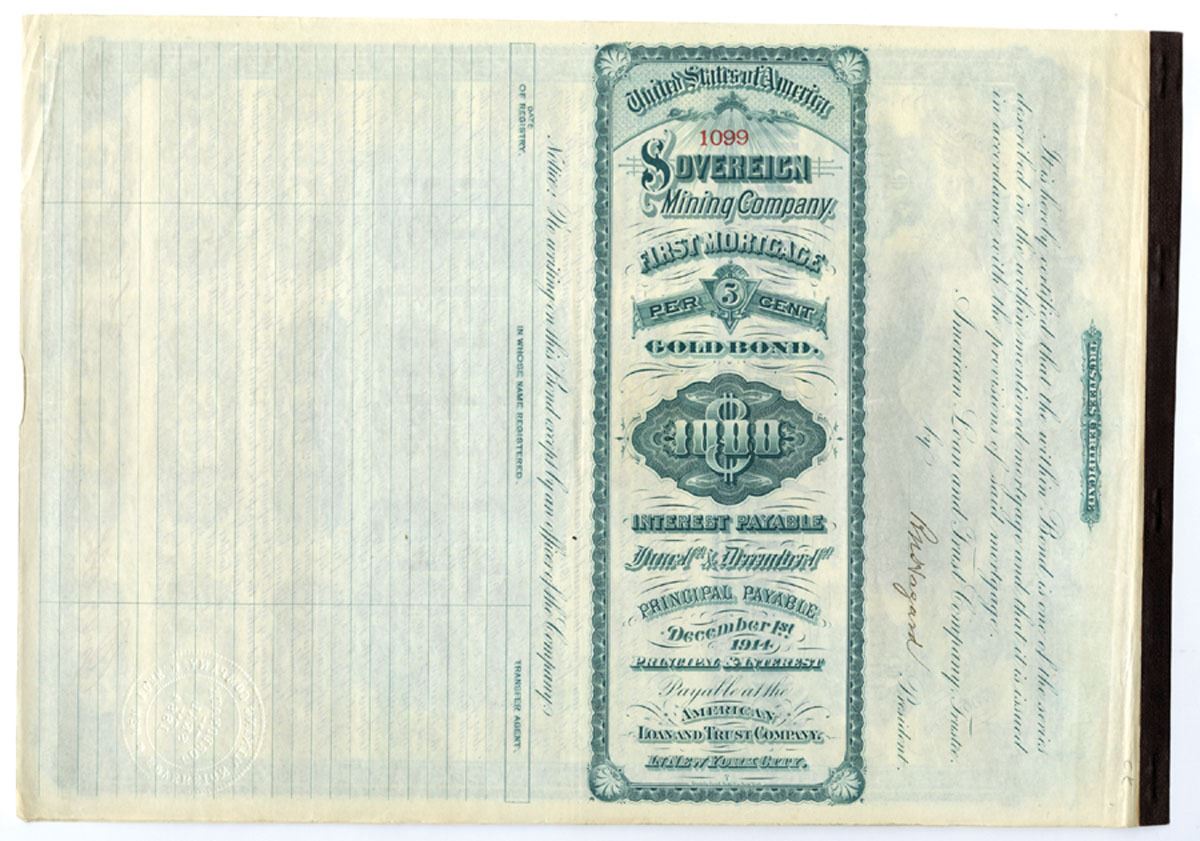 United States of America
1099
SOVEREIGN
Mining Company.
FIRST MORTGAGE
PER 5 CENT
GOLD BOND.
$1000
INTEREST PAYABLE
June 1st & December 1st
PRINCIPAL PAYABLE
December 1st
1914
PRINCIPAL & INTEREST
Payable at the
AMERICAN
LOAN AND TRUST COMPANY,
IN NEW YORK CITY.
TRUSTEES CERTIFICATE
It is hereby certified that the within Bond is one of the series
described in the within mentioned mortgage and that it is issued
in accordance with the provisions of said mortgage.
American Loan and Trust Company, Trustee,
by
President.
Notice: No writing on this Bond except by an officer of the Company.
DATE OF REGISTRY.
IN WHOSE NAME REGISTERED.
TRANSFER AGENT.